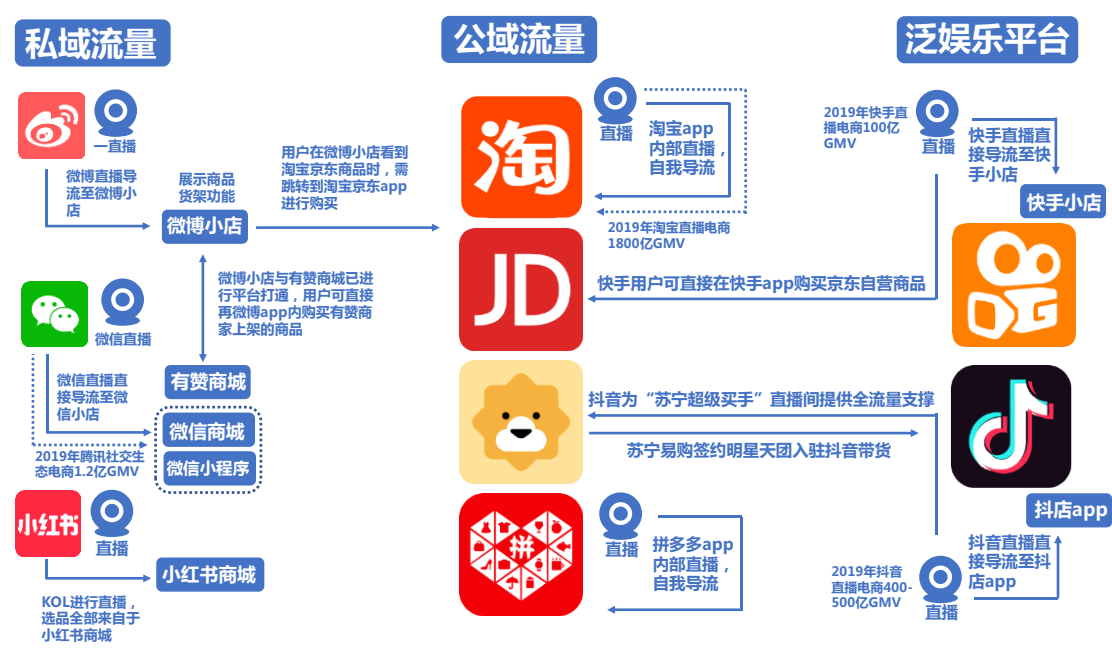 私域流量
公域流量
泛娱乐平台
一直播
微博直播导
流至微博小
店
展示商品
货架功能
微博小店
用户在微博小店看到
淘宝京东商品时，需
跳转到淘宝京东app
进行购买
微博小店与有赞商城已进
行平台打通，用户可直接
再微博app内购买有赞商
家上架的商品
微信直播
微信直播直
接导流至微
信小店
有赞商城
微信商城
微信小程序
2019年腾讯社交生
态电商1.2亿GMV
小红书
直播
小红书商城
KOL进行直播，
选品全部来自于
小红书商城
淘
直播
淘宝app
内部直播，
自我导流
2019年淘宝直播电商
1800亿GMV
JD
快手用户可直接在快手app购买京东自营商品
抖音为“苏宁超级买手”直播间提供全流量支撑
苏宁易购签约明星天团入驻抖音带货
拼
直播
拼多多app
内部直播，
自我导流
2019年快手直
播电商100亿
GMV
直播
快手直播直
接导流至快
手小店
快手小店
抖店app
2019年抖音
直播电商400-
500亿GMV
直播
抖音直播直
接导流至抖
店app